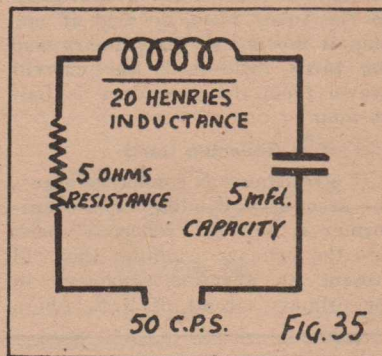 20 HENRIES
INDUCTANCE
5 OHMS
RESISTANCE
5 mfd.
CAPACITY
50 C.P.S.
FIG. 35